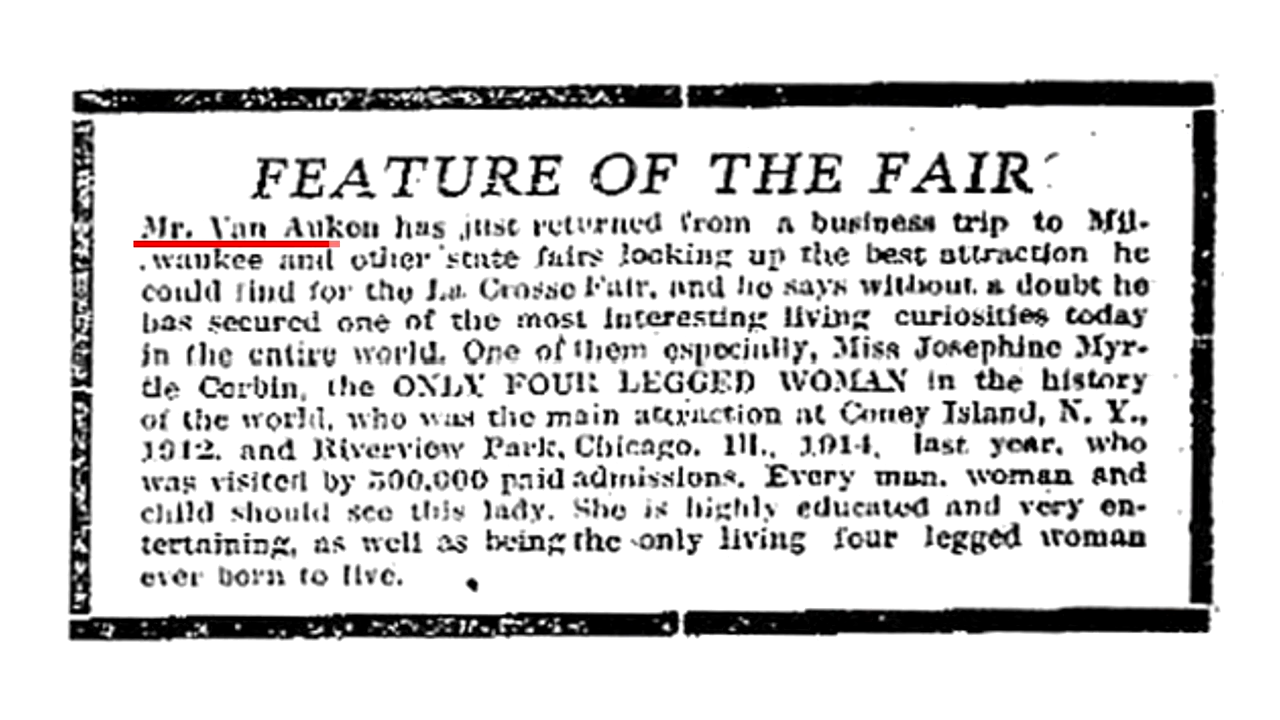 FEATURE OF THE FAIR
Mr. Van Auken has just returned from a business trip to Mil-
waukee and other state fairs looking up the best attraction he
could find for the La Crosse Fair, and he says without a doubt he
has secured one of the most interesting living curiosities today
in the entire world. One of them especially, Miss Josephine Myr-
tle Corbin, the ONLY FOUR LEGGED WOMAN in the history
of the world, who was the main attraction at Coney Island, N. Y.,
1912, and Riverview Park, Chicago, Ill., 1914, last year, who
was visited by 500,000 paid admissions. Every man, woman and
child should see this lady. She is highly educated and very en-
tertaining, as well as being the only living four legged woman
ever born to live.